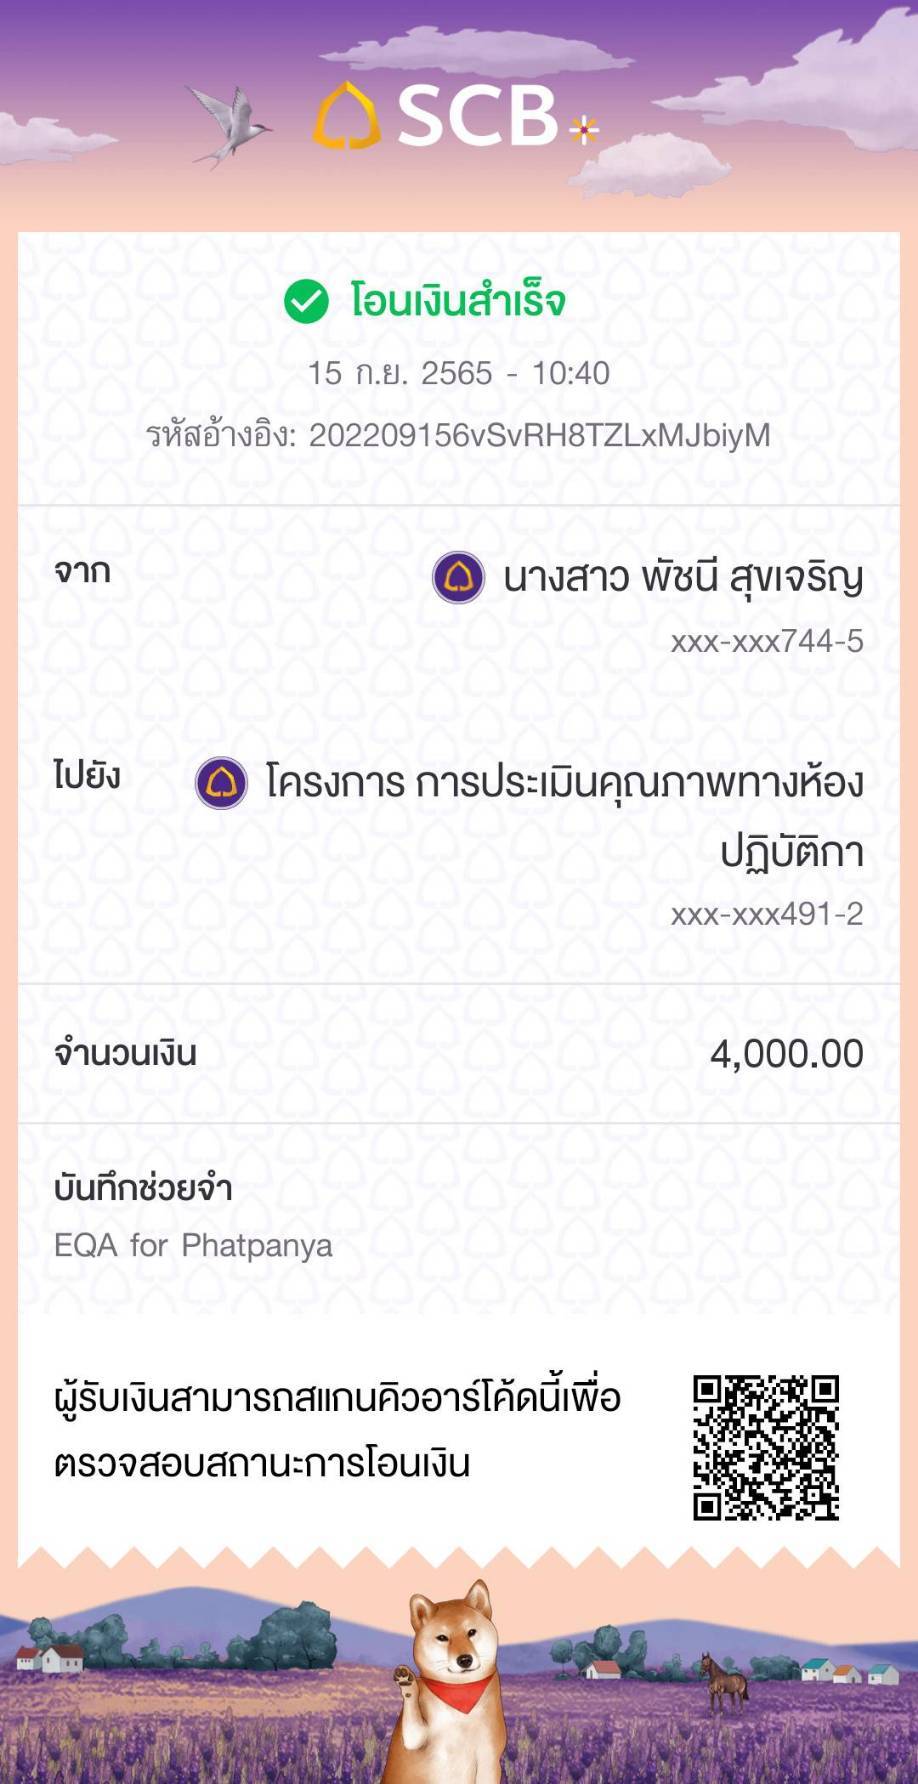 SCB
โอนเงินสำเร็จ
15 ก.ย. 2565 - 10:40
รหัสอ้างอิง: 202209156vSvRH8TZLxMJbiyM
จาก
นางสาว พัชนี สุขเจริญ
xxx-xxx744-5
ไปยัง
โครงการ การประเมินคุณภาพทางห้อง
ปฏิบัติกา
xxx-xxx491-2
จำนวนเงิน
4,000.00
บันทึกช่วยจำ
EQA for Phatpanya
ผู้รับเงินสามารถสแกนคิวอาร์โค้ดนี้เพื่อ
ตรวจสอบสถานะการโอนเงิน